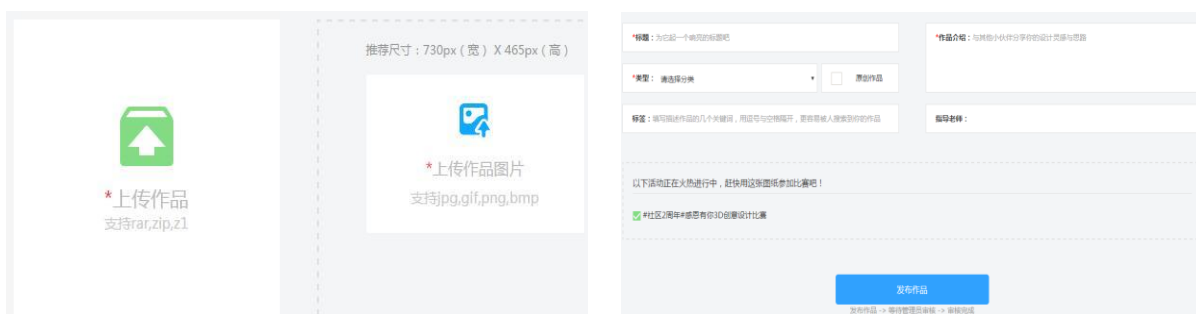 *上传作品
支持rar,zip,z1
推荐尺寸：730px（宽）X 465px（高）
*上传作品图片
支持jpg,gif,png,bmp
*标题：为它起一个响亮的标题吧
*作品介绍：与其他小伙伴分享你的设计灵感与思路
*类型： 请选择分类
原创作品
标签：填写描述作品的几个关键词，用逗号与空格隔开，更容易被人搜索到你的作品
指导老师：
以下活动正在火热进行中，赶快用这张图纸参加比赛吧！
#社区2周年#感恩有你3D创意设计比赛
发布作品
发布作品 -> 等待管理员审核 -> 审核完成